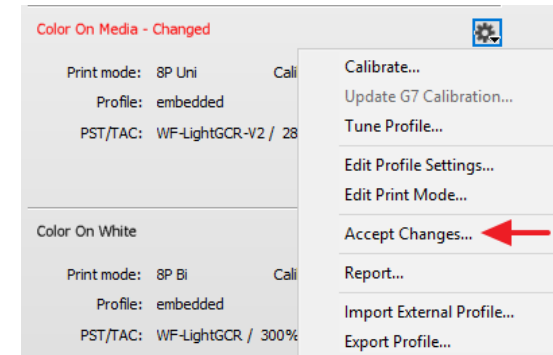 Color On Media - Changed
Print mode: 8P Uni Cali
Profile: embedded
PST/TAC: WF-LightGCR-V2 / 28
Color On White
Print mode: 8P Bi Cali
Profile: embedded
PST/TAC: WF-LightGCR / 300%
Calibrate...
Update G7 Calibration...
Tune Profile...
Edit Profile Settings...
Edit Print Mode...
Accept Changes...
Report...
Import External Profile...
Export Profile...